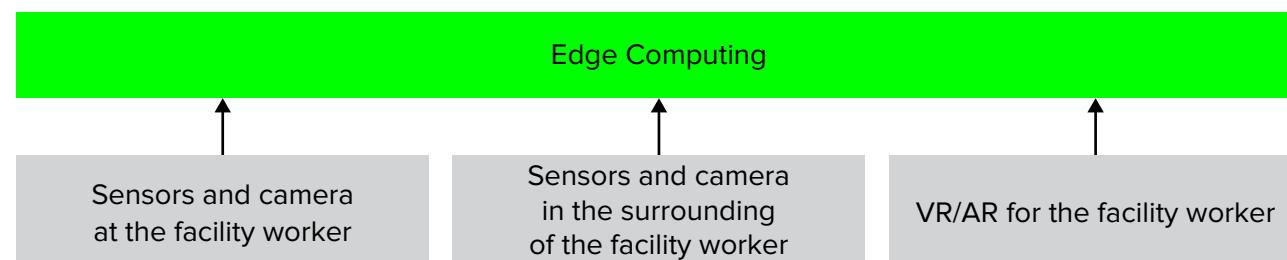 Edge Computing
Sensors and camera
at the facility worker
Sensors and camera
in the surrounding
of the facility worker
VR/AR for the facility worker